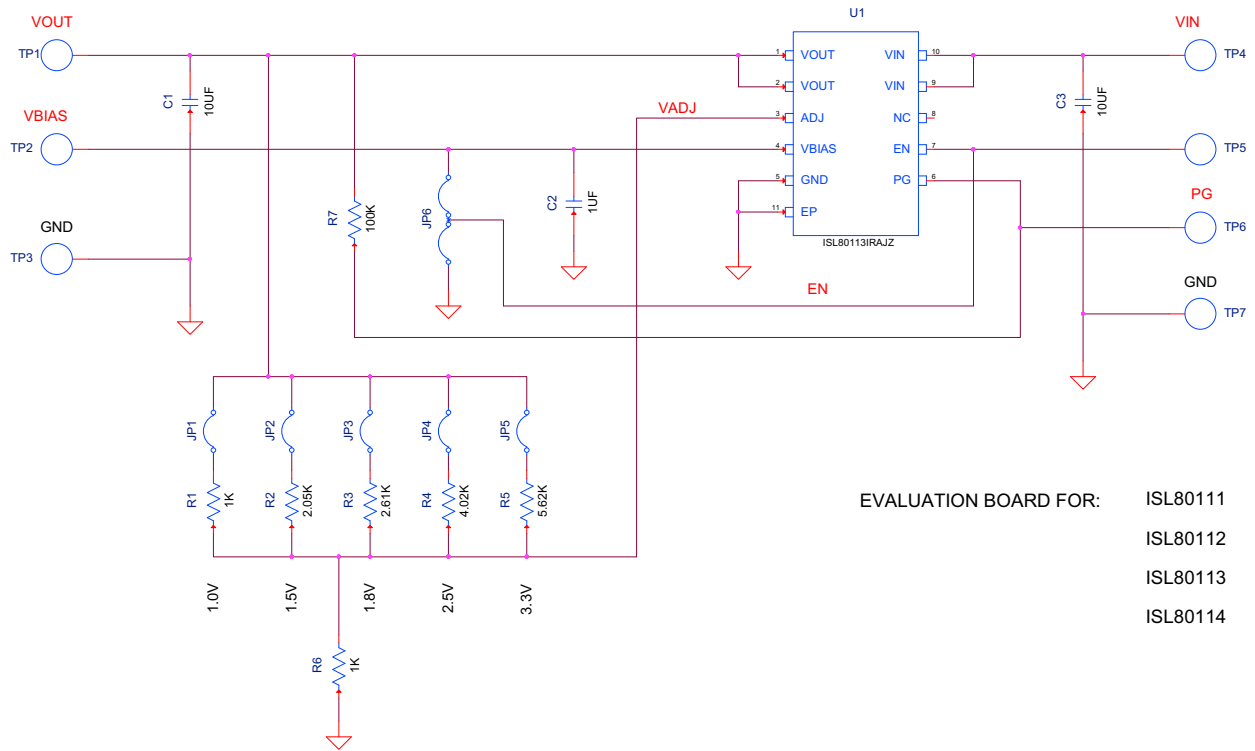 VOUT
TP1
VBIAS
TP2
GND
TP3
C1
10UF
R7
100K
JP6
C2
1UF
VADJ
EN
U1
1 VOUT
2 VOUT
3 ADJ
4 VBIAS
5 GND
11 EP
VIN 10
VIN 9
NC 8
EN 7
PG 6
ISL80113IRAJZ
C3
10UF
VIN
TP4
TP5
PG
TP6
GND
TP7
JP1
JP2
JP3
JP4
JP5
R1
1K
R2
2.05K
R3
2.61K
R4
4.02K
R5
5.62K
1.0V
1.5V
1.8V
2.5V
3.3V
R6
1K
EVALUATION BOARD FOR: ISL80111
ISL80112
ISL80113
ISL80114